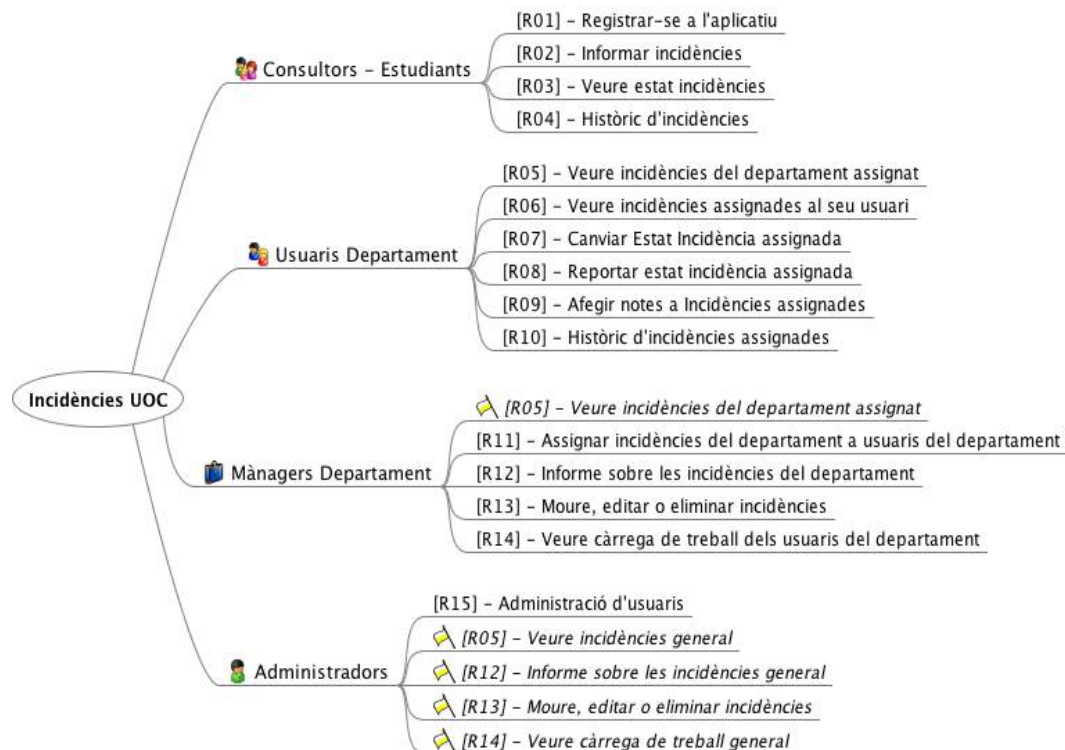 [R01] – Registrar-se a l'aplicatiu
[R02] – Informar incidències
Consultors – Estudiants
[R03] – Veure estat incidències
[R04] – Històric d'incidències
[R05] – Veure incidències del departament assignat
[R06] – Veure incidències assignades al seu usuari
[R07] – Canviar Estat Incidència assignada
Usuaris Departament
[R08] – Reportar estat incidència assignada
[R09] – Afegir notes a Incidències assignades
[R10] – Històric d'incidències assignades
Incidències UOC
[R05] – Veure incidències del departament assignat
[R11] – Assignar incidències del departament a usuaris del departament
Mànagers Departament
[R12] – Informe sobre les incidències del departament
[R13] – Moure, editar o eliminar incidències
[R14] – Veure càrrega de treball dels usuaris del departament
[R15] – Administració d'usuaris
[R05] – Veure incidències general
Administradors
[R12] – Informe sobre les incidències general
[R13] – Moure, editar o eliminar incidències
[R14] – Veure càrrega de treball general